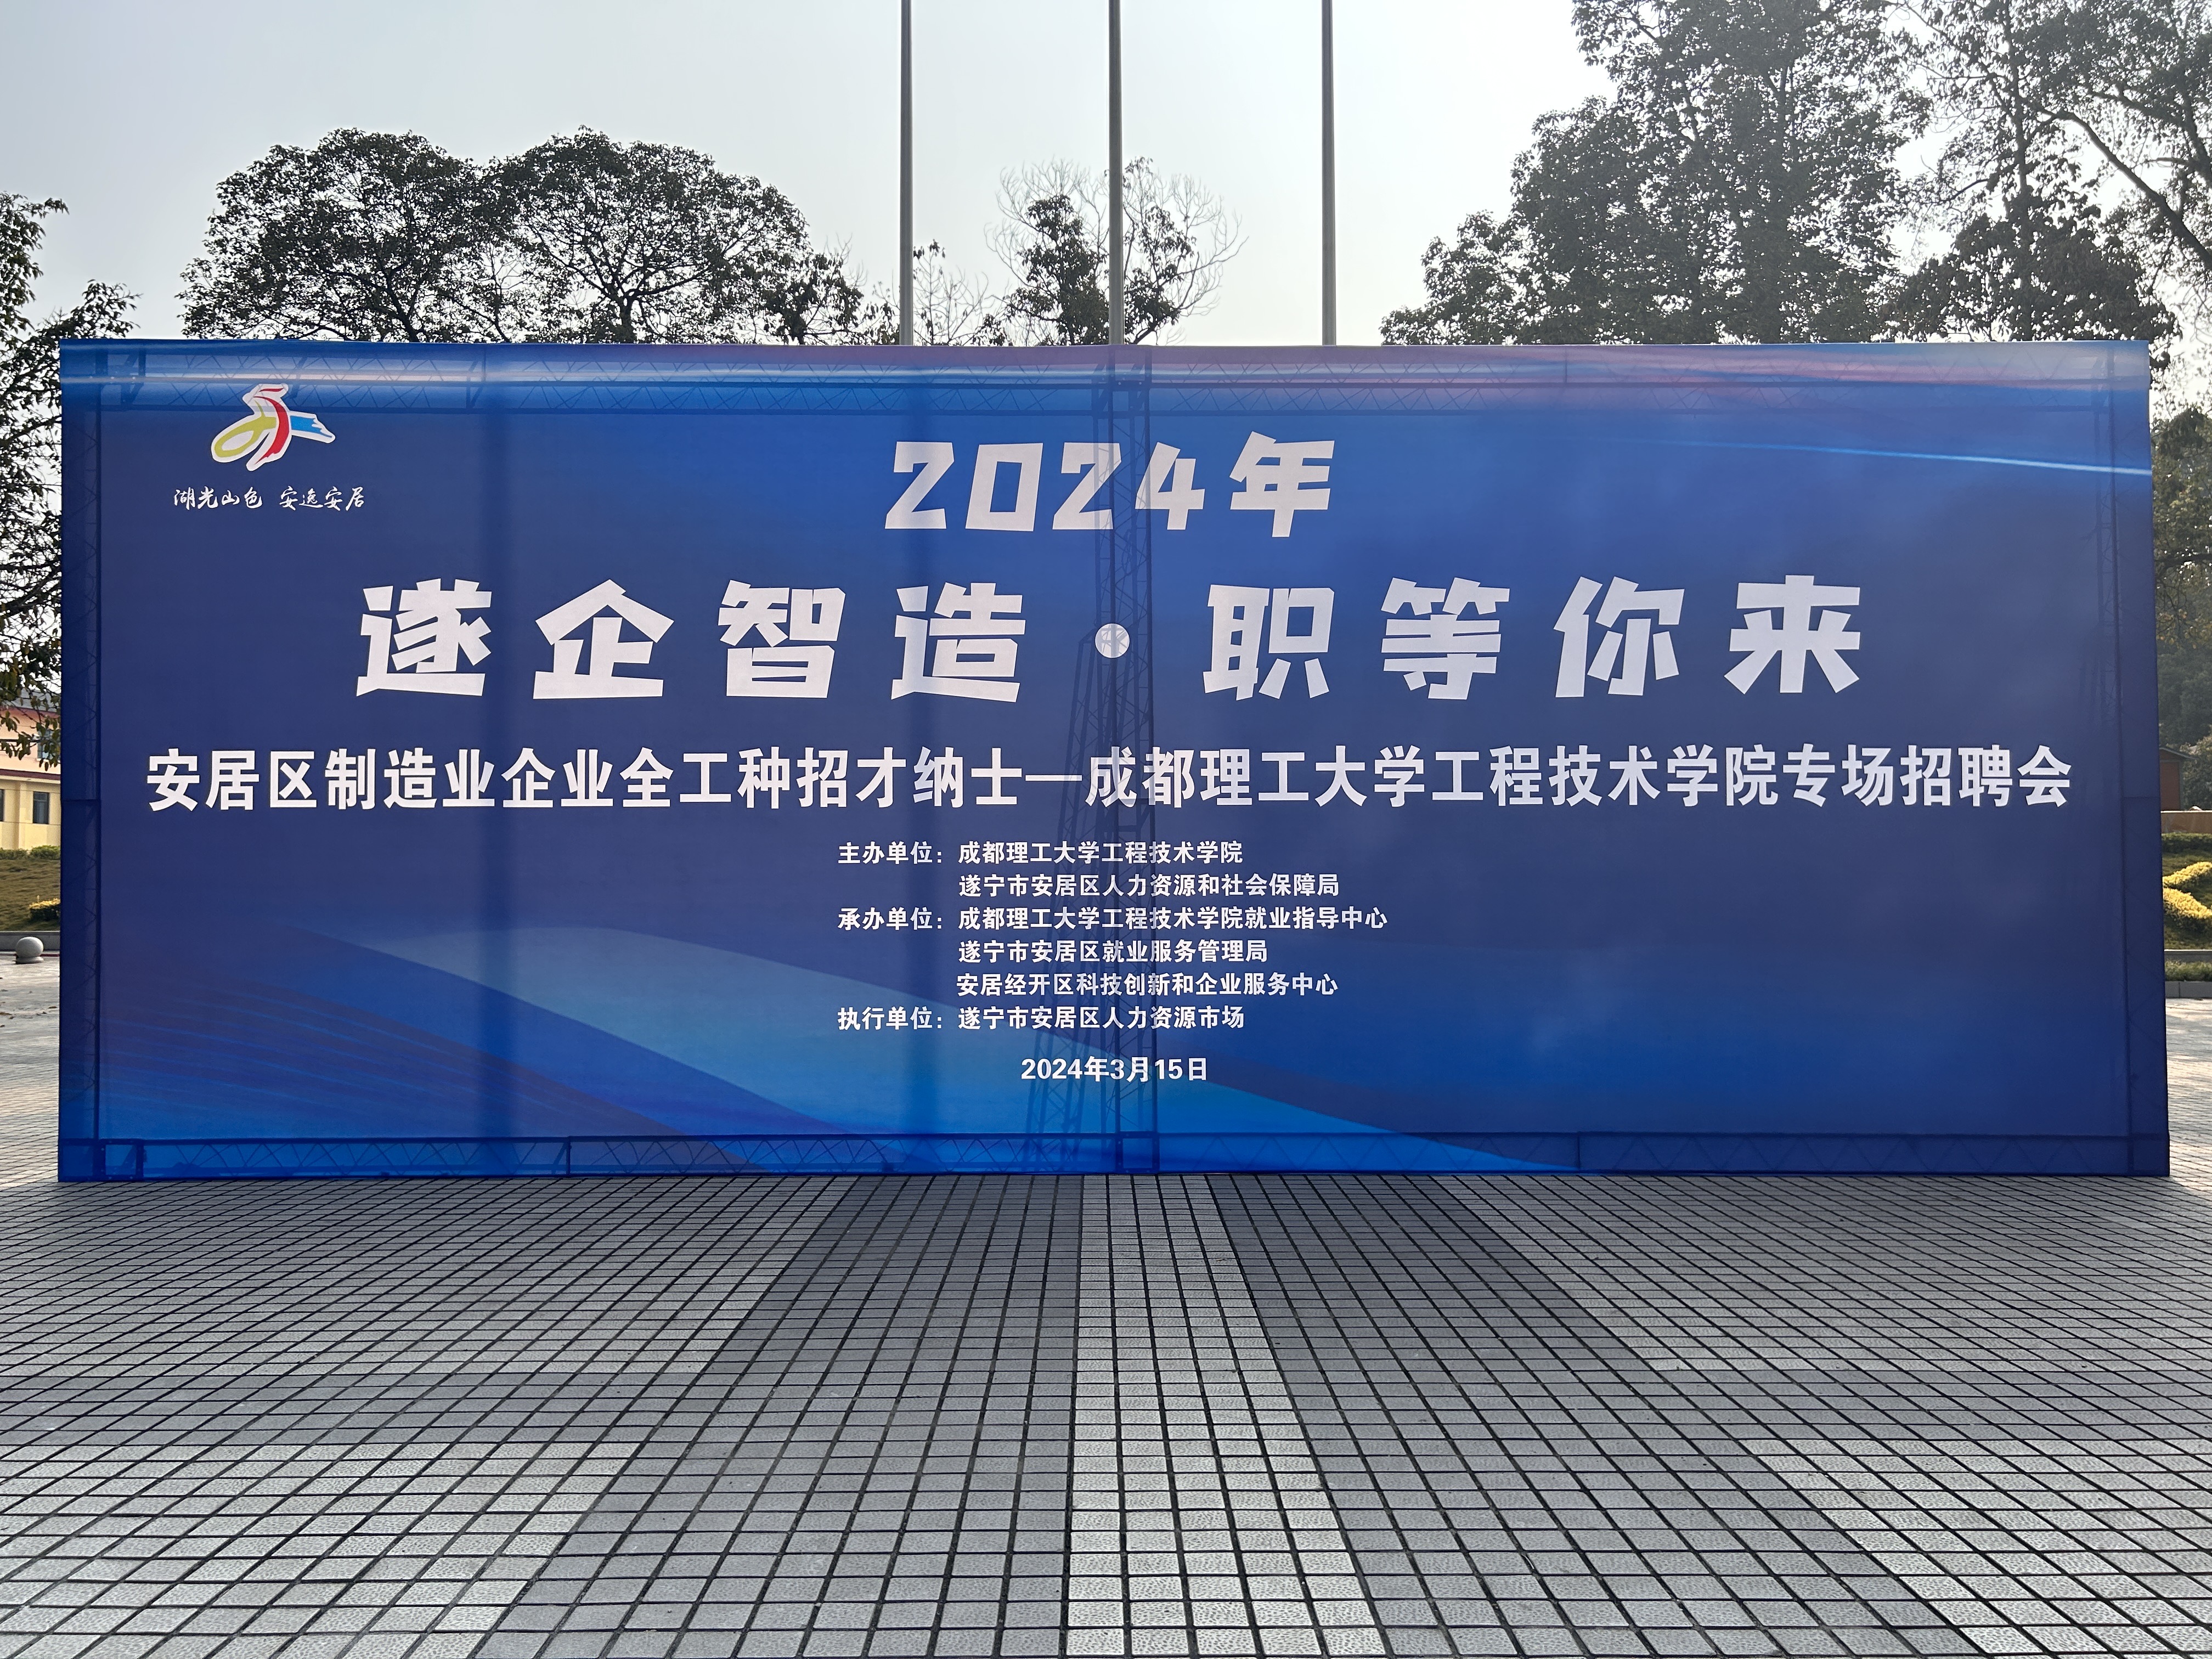 湖光山色 安逸安居
2024年
遂企智造·职等你来
安居区制造业企业全工种招才纳士—成都理工大学工程技术学院专场招聘会
主办单位：成都理工大学工程技术学院
遂宁市安居区人力资源和社会保障局
承办单位：成都理工大学工程技术学院就业指导中心
遂宁市安居区就业服务管理局
安居经开区科技创新和企业服务中心
执行单位：遂宁市安居区人力资源市场
2024年3月15日